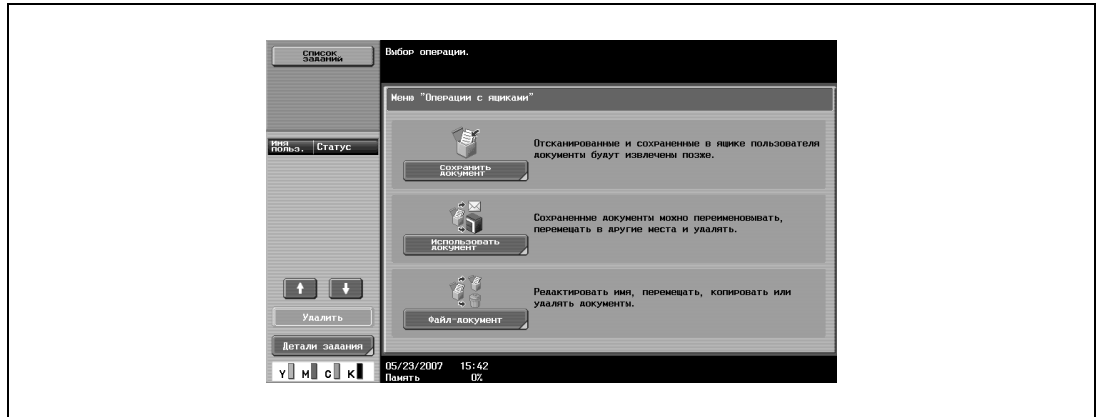 Список
заданий
Выбор операции.
Меню "Операции с ящиками"
Имя
польз.
Статус
Отсканированные и сохраненные в ящике пользователя
документы будут извлечены позже.
Сохранить
документ
Сохраненные документы можно переименовывать,
перемещать в другие места и удалять.
Использовать
документ
Редактировать имя, перемещать, копировать или
удалять документы.
Файл-документ
Удалить
Детали задания
Y M C K
05/23/2007 15:42
Память 0%